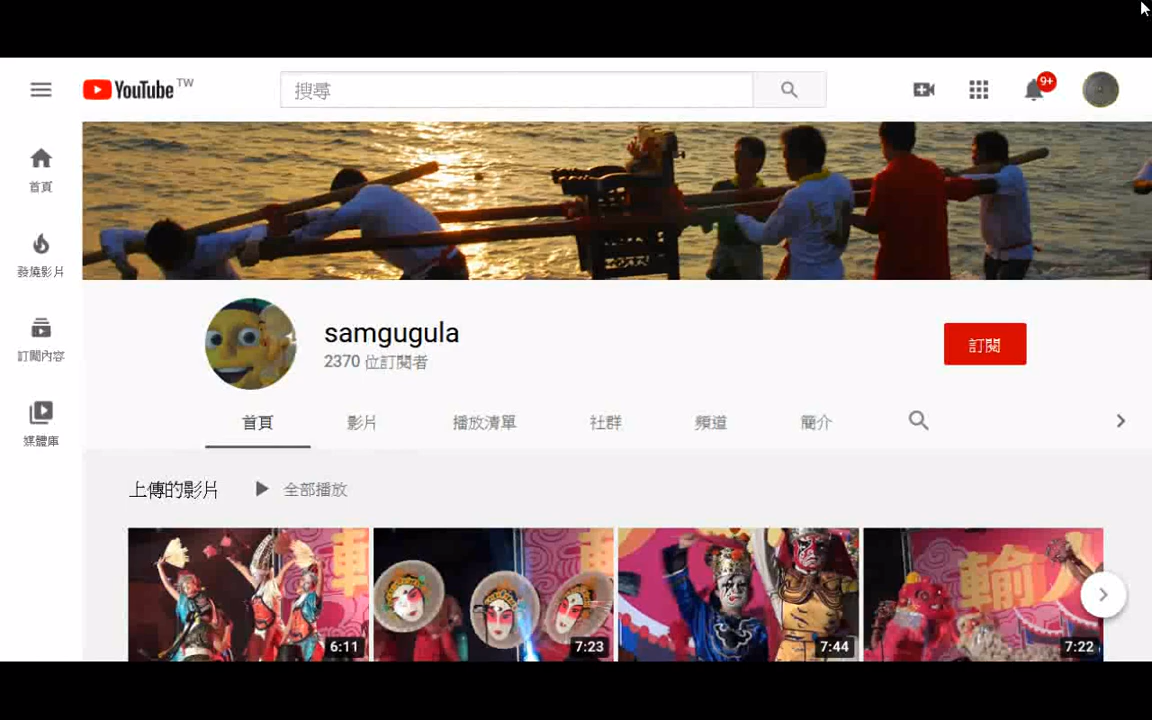 YouTube TW
搜尋
9+
首頁
發燒影片
訂閱內容
媒體庫
samgugula
2370 位訂閱者
訂閱
首頁 影片 播放清單 社群 頻道 簡介
上傳的影片 全部播放
6:11 7:23 7:44 7:22